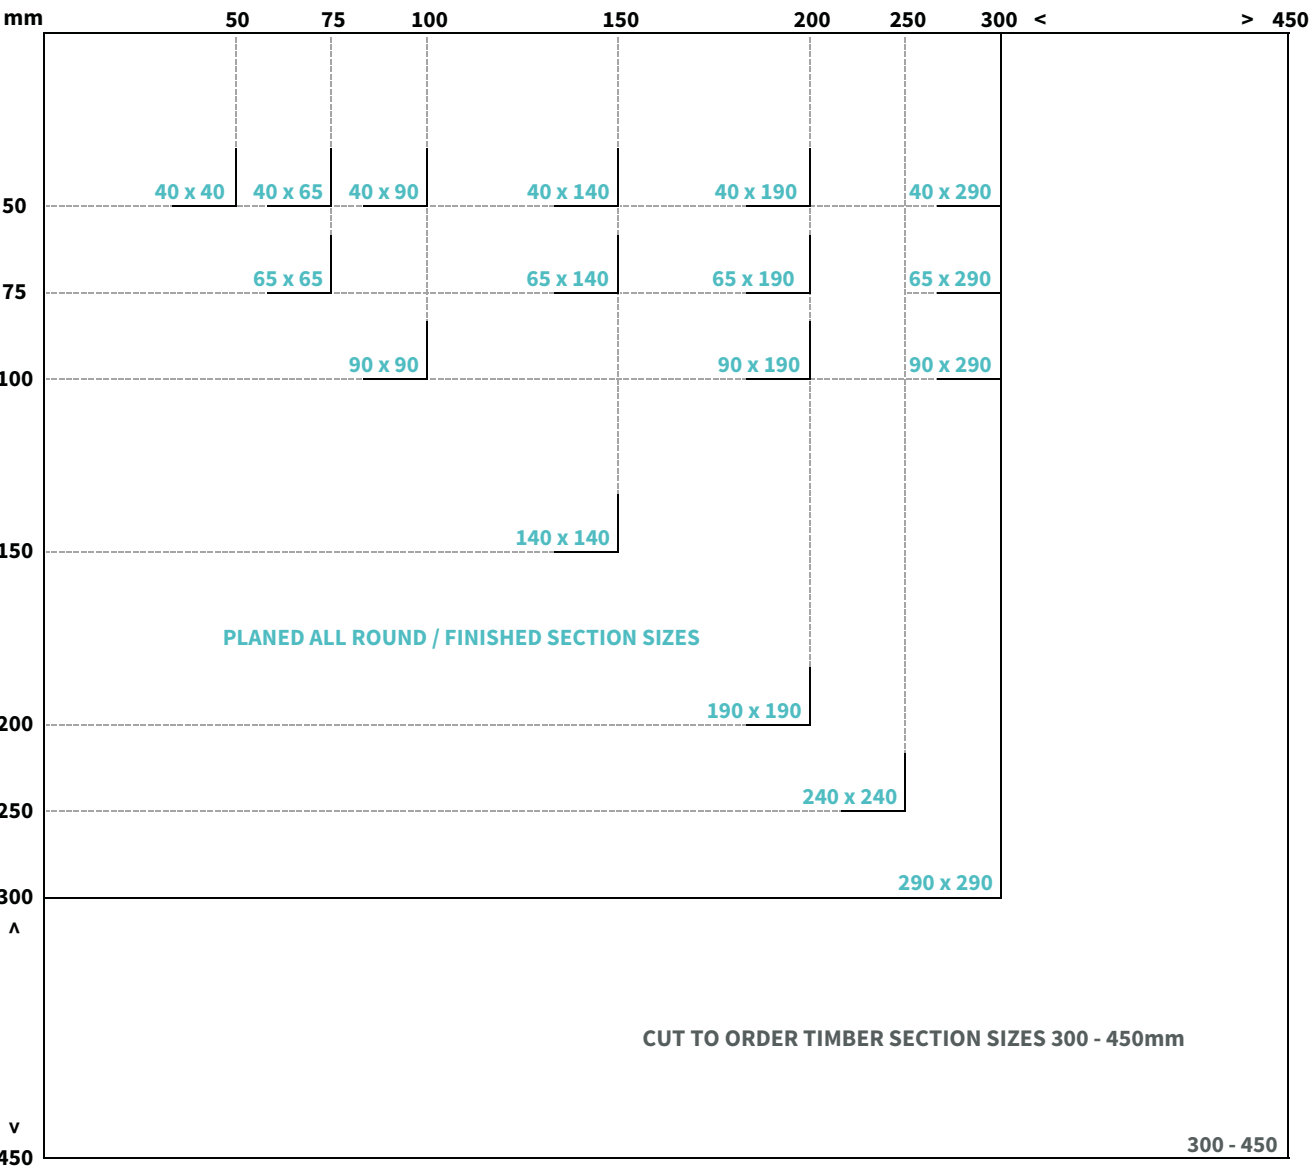 mm 50 75 100 150 200 250 300 < > 450
40 x 40 40 x 65 40 x 90 40 x 140 40 x 190 40 x 290
50
65 x 65 65 x 140 65 x 190 65 x 290
75
90 x 90 90 x 190 90 x 290
100
140 x 140
150
PLANED ALL ROUND / FINISHED SECTION SIZES
190 x 190
200
240 x 240
250
290 x 290
300
<
CUT TO ORDER TIMBER SECTION SIZES 300 - 450mm
>
300 - 450
450